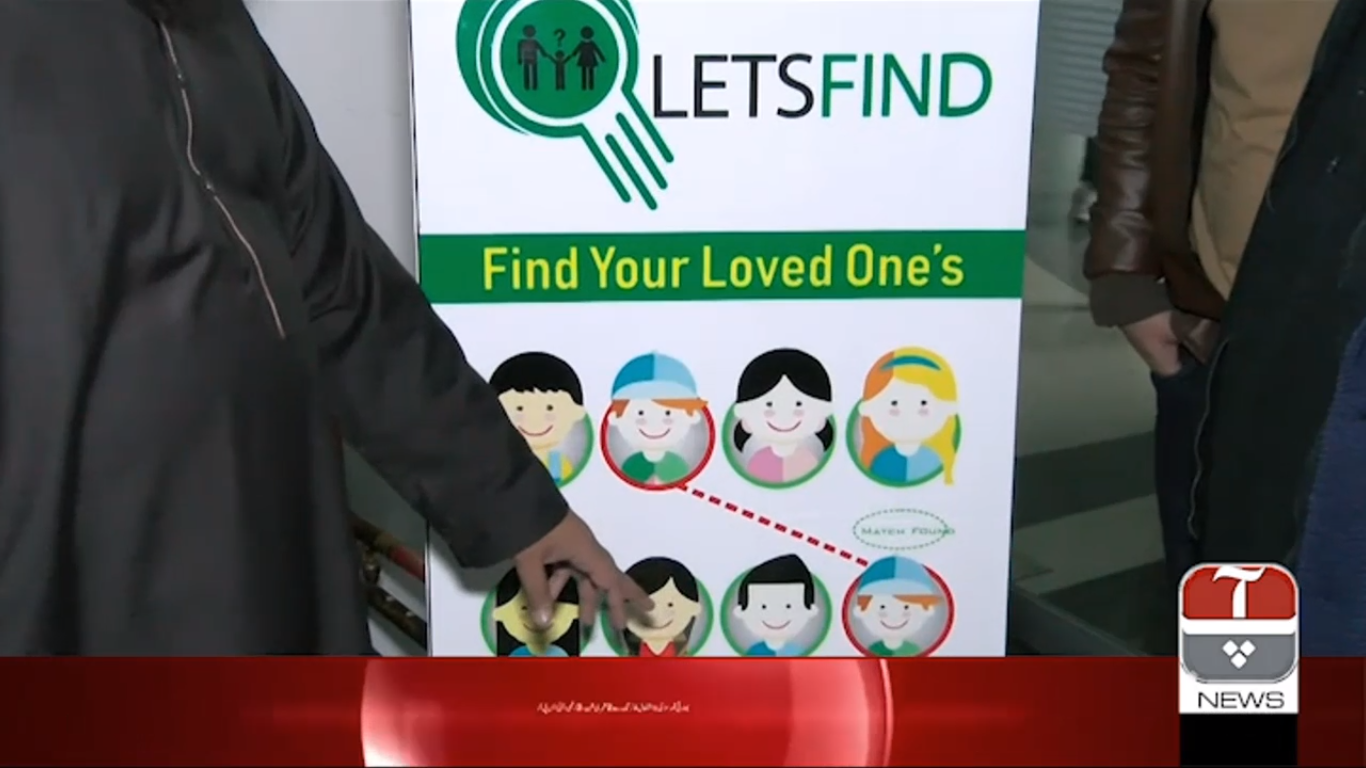 ?
LETSFIND
Find Your Loved One's
MATCH FOUND
T
NEWS